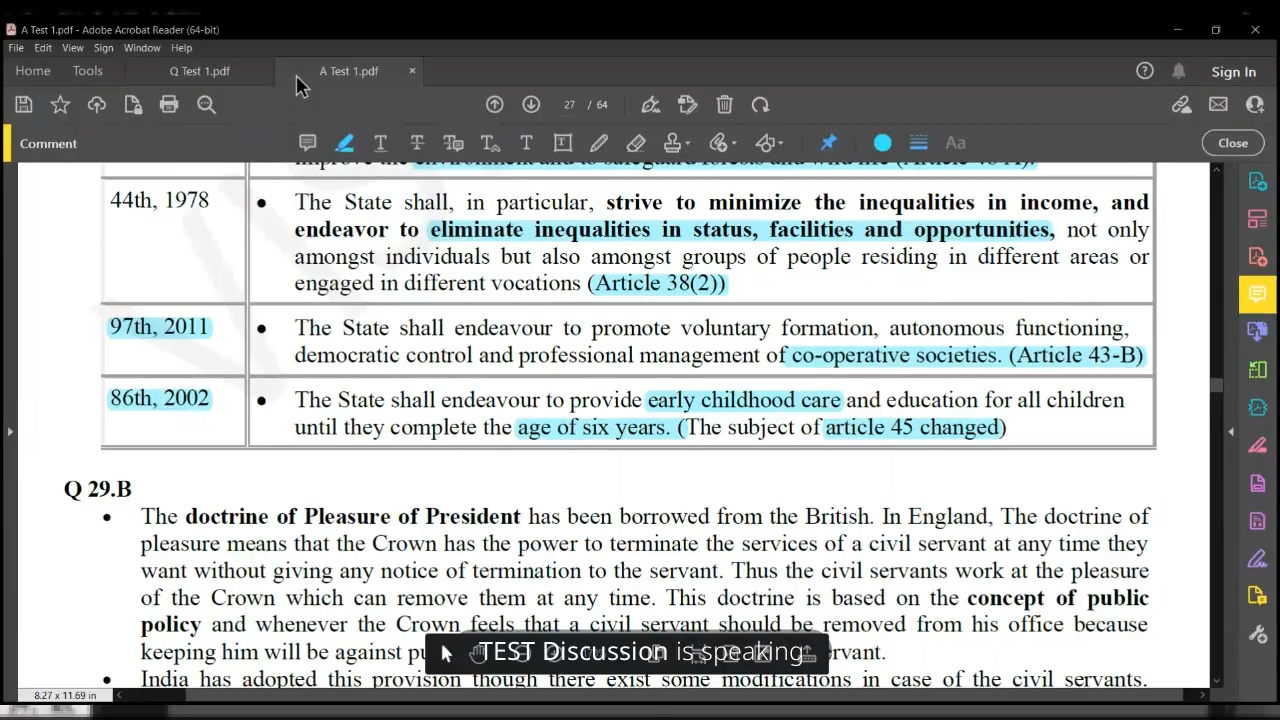 A Test 1.pdf - Adobe Acrobat Reader (64-bit)
File Edit View Sign Window Help
Home Tools Q Test 1.pdf A Test 1.pdf × Sign In
27 / 64
Comment Close
improve the environment and to safeguard forests and wild life (Article 48-A).
44th, 1978
• The State shall, in particular, strive to minimize the inequalities in income, and
endeavor to eliminate inequalities in status, facilities and opportunities, not only
amongst individuals but also amongst groups of people residing in different areas or
engaged in different vocations (Article 38(2))
97th, 2011
• The State shall endeavour to promote voluntary formation, autonomous functioning,
democratic control and professional management of co-operative societies. (Article 43-B)
86th, 2002
• The State shall endeavour to provide early childhood care and education for all children
until they complete the age of six years. (The subject of article 45 changed)
Q 29.B
• The doctrine of Pleasure of President has been borrowed from the British. In England, The doctrine of
pleasure means that the Crown has the power to terminate the services of a civil servant at any time they
want without giving any notice of termination to the servant. Thus the civil servants work at the pleasure
of the Crown which can remove them at any time. This doctrine is based on the concept of public
policy and whenever the Crown feels that a civil servant should be removed from his office because
keeping him will be against pu
rvant.
TEST Discussion is speaking
• India has adopted this provision though there exist some modifications in case of the civil servants.
8.27 x 11.69 in